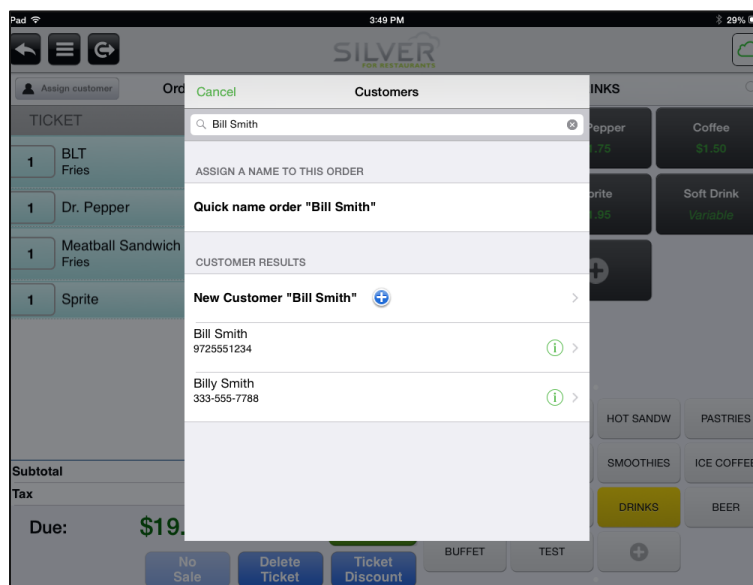 Pad 3:49 PM 29%
SILVER
FOR RESTAURANTS
Assign customer Ord
TICKET
1 BLT
Fries
1 Dr. Pepper
1 Meatball Sandwich
Fries
1 Sprite
Subtotal
Tax
Due: $19.
No Sale
Delete Ticket
Ticket Discount
Cancel Customers
Bill Smith
ASSIGN A NAME TO THIS ORDER
Quick name order "Bill Smith"
CUSTOMER RESULTS
New Customer "Bill Smith"
Bill Smith
9725551234
Billy Smith
333-555-7788
INKS
Pepper
.75
Coffee
$1.50
prite
.95
Soft Drink
Variable
HOT SANDW PASTRIES
SMOOTHIES ICE COFFEE
DRINKS BEER
BUFFET TEST